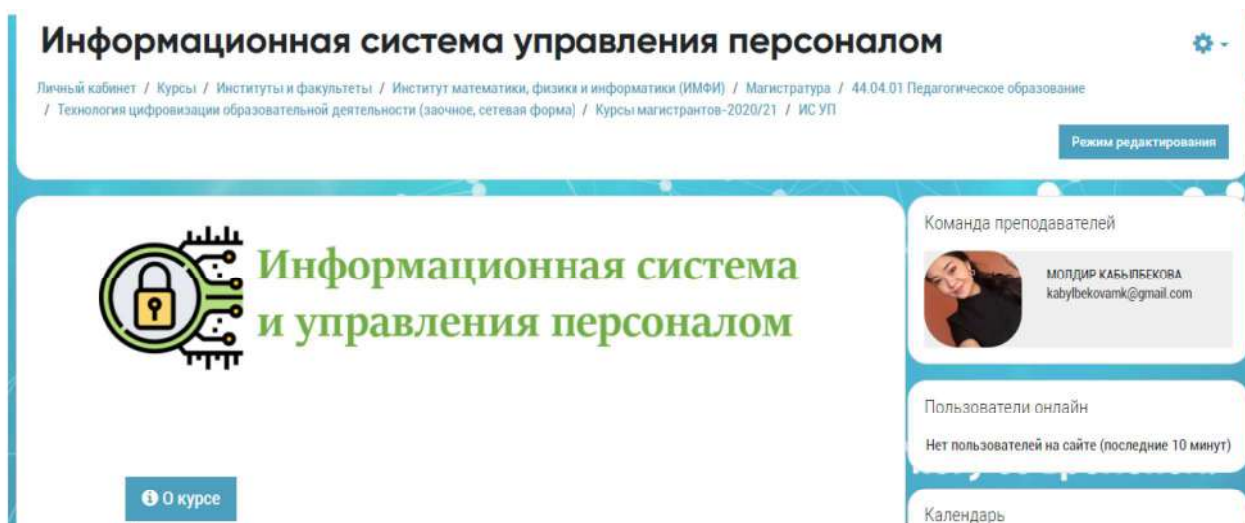 Информационная система управления персоналом
Личный кабинет / Курсы / Институты и факультеты / Институт математики, физики и информатики (ИМФИ) / Магистратура / 44.04.01 Педагогическое образование
/ Технология цифровизации образовательной деятельности (заочное, сетевая форма) / Курсы магистрантов-2020/21 / ИС УП
Режим редактирования
Информационная система
и управления персоналом
О курсе
Команда преподавателей
МОЛДИР КАБЫЛБЕКОВА
kabylbekovamk@gmail.com
Пользователи онлайн
Нет пользователей на сайте (последние 10 минут)
Календарь